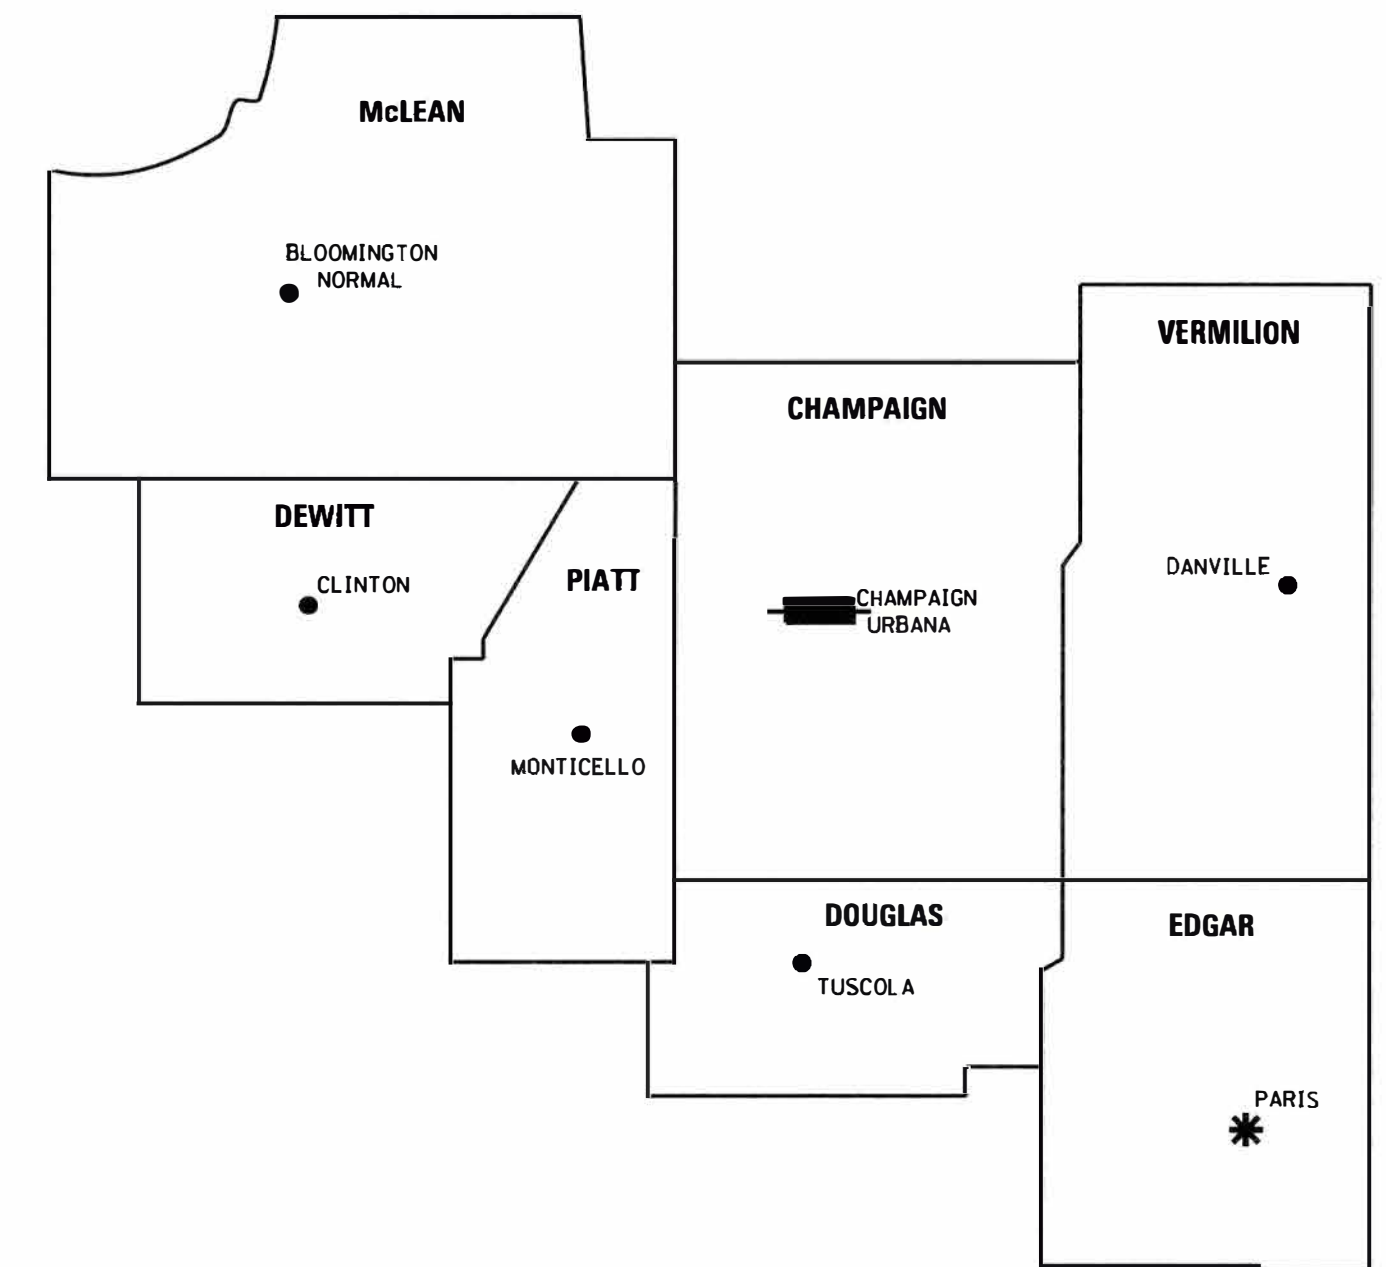 McLEAN
BLOOMINGTON
NORMAL
VERMILION
CHAMPAIGN
DEWITT
CLINTON
PIATT
DANVILLE
CHAMPAIGN
URBANA
MONTICELLO
DOUGLAS
EDGAR
TUSCOLA
PARIS